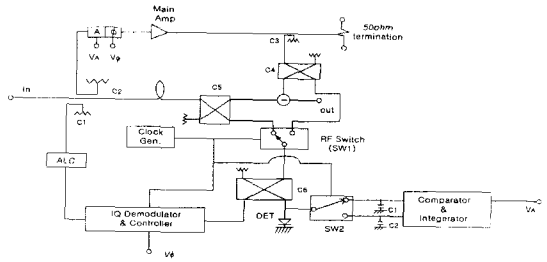 Main
Amp
50ohm
termination
A
ϕ
VA
Vϕ
C3
C4
C2
In
C5
out
C1
Clock
Gen.
RF Switch
(SW1)
ALC
C6
IQ Demodulator
& Controller
DET
SW2
C1
C2
Comparator
&
Integrator
VA
Vϕ